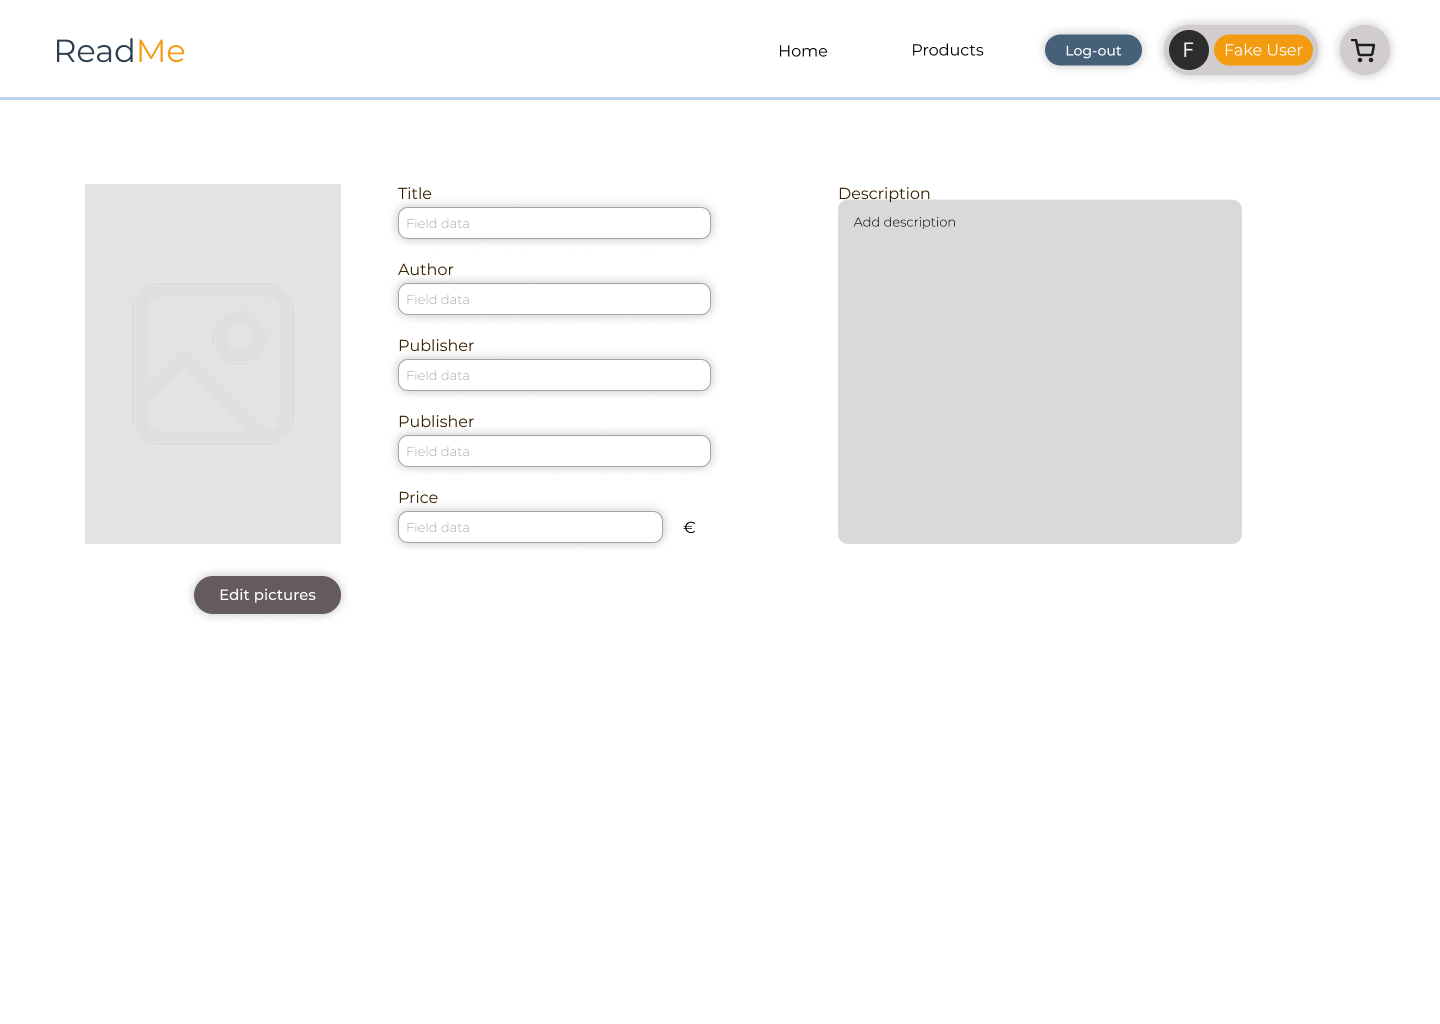 ReadMe
Home
Products
Log-out
F
Fake User
Title
Field data
Author
Field data
Publisher
Field data
Publisher
Field data
Price
Field data
€
Edit pictures
Description
Add description